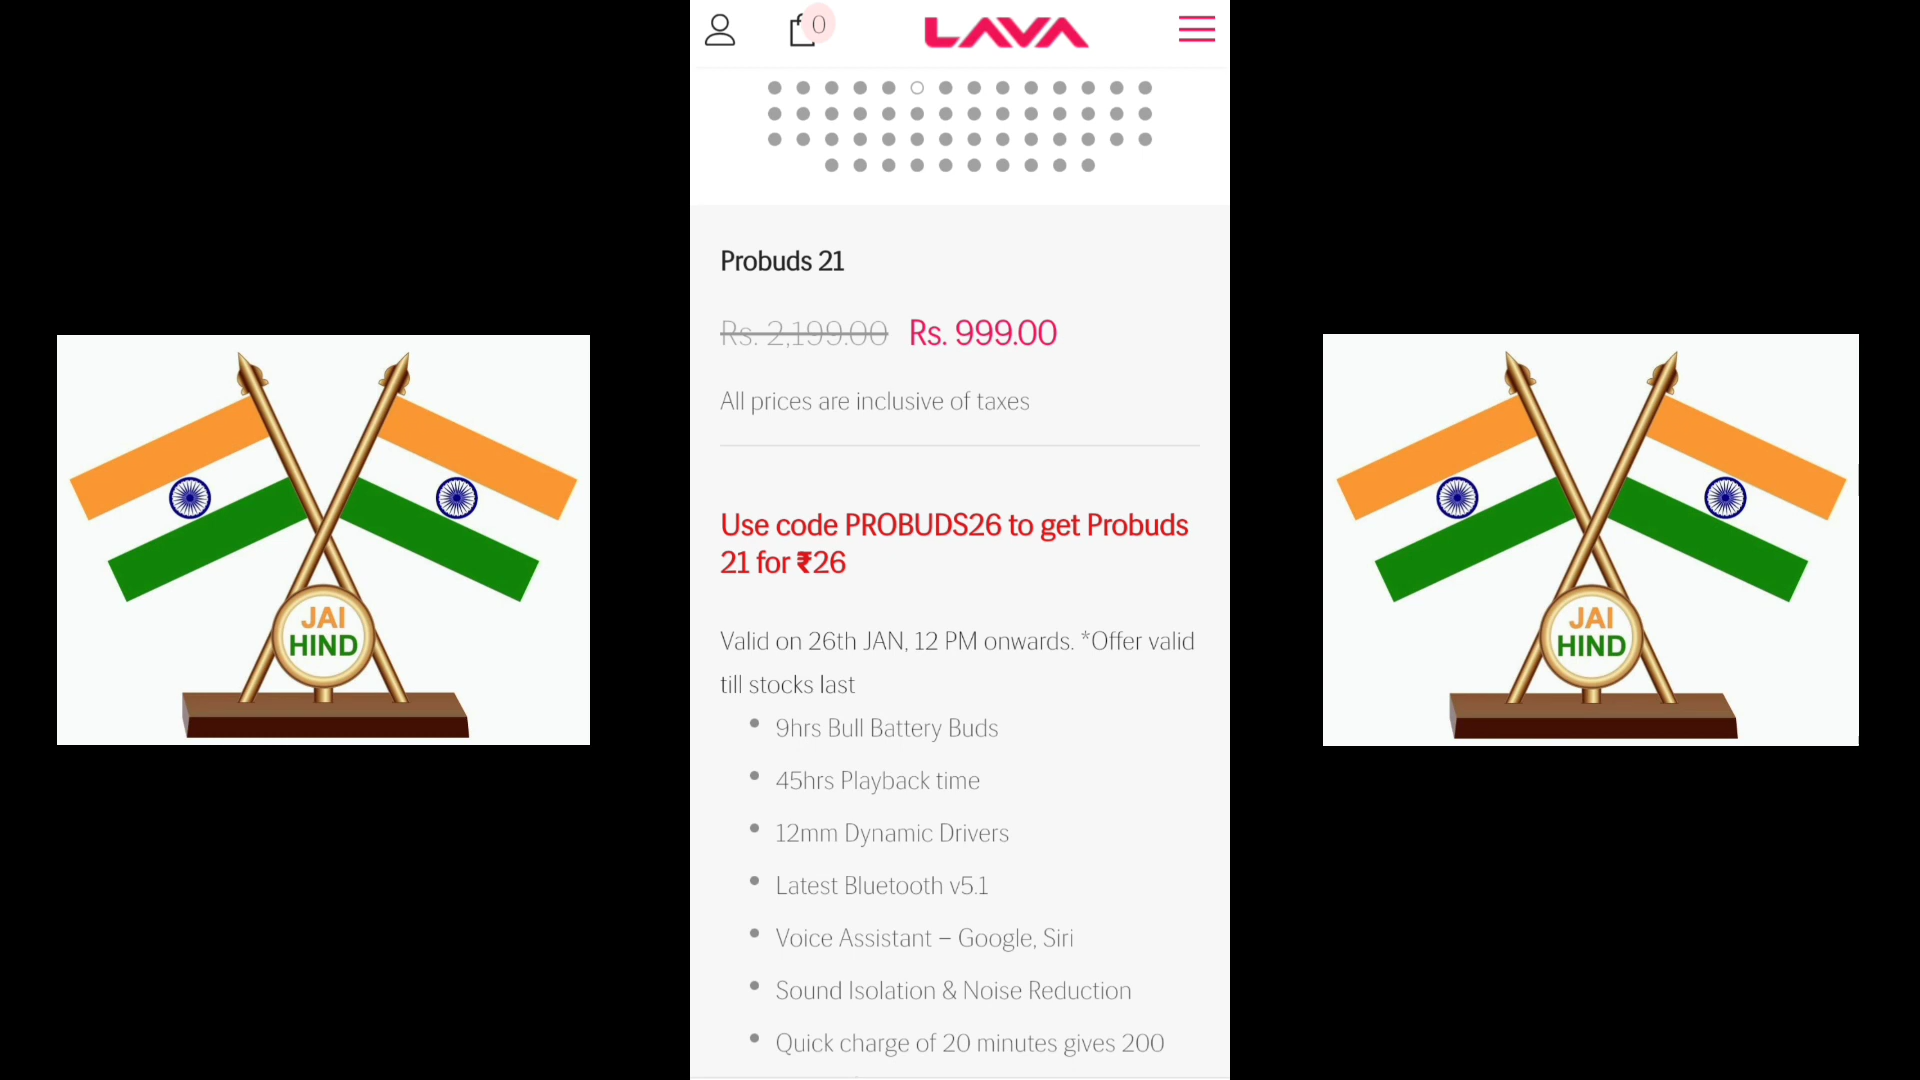 0
LAVA
Probuds 21
Rs. 2,199.00 Rs. 999.00
All prices are inclusive of taxes
Use code PROBUDS26 to get Probuds
21 for ₹26
Valid on 26th JAN, 12 PM onwards. *Offer valid
till stocks last
• 9hrs Bull Battery Buds
• 45hrs Playback time
• 12mm Dynamic Drivers
• Latest Bluetooth v5.1
• Voice Assistant – Google, Siri
• Sound Isolation & Noise Reduction
• Quick charge of 20 minutes gives 200
JAI
HIND
JAI
HIND